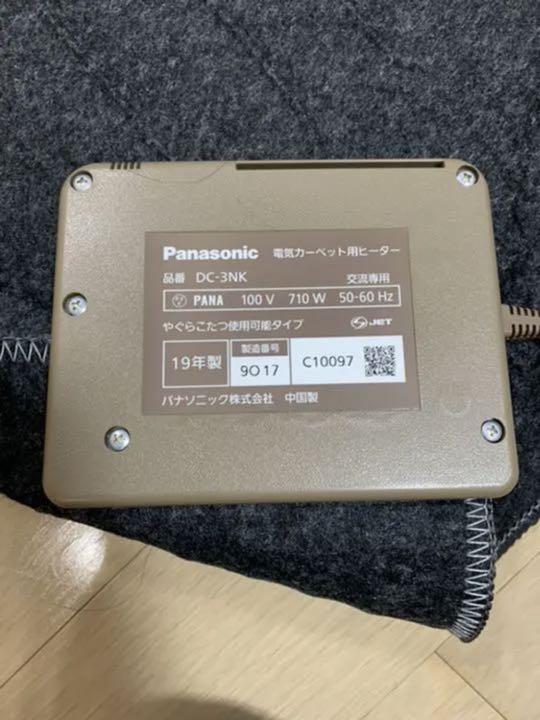 Panasonic 電気カーペット用ヒーター
品番 DC-3NK 交流専用
PANA 100 V 710 W 50-60 Hz
やぐらこたつ使用可能タイプ JET
19年製 製造番号 9O17 C10097
パナソニック株式会社 中国製